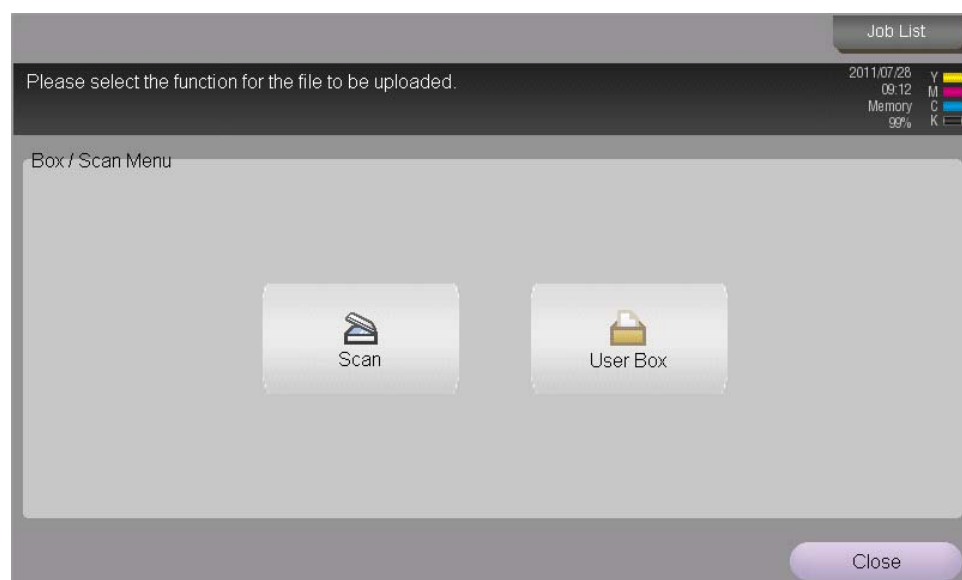 Job List
Please select the function for the file to be uploaded.
2011/07/28
09:12
Memory
99%
Y
M
C
K
Box / Scan Menu
Scan
User Box
Close